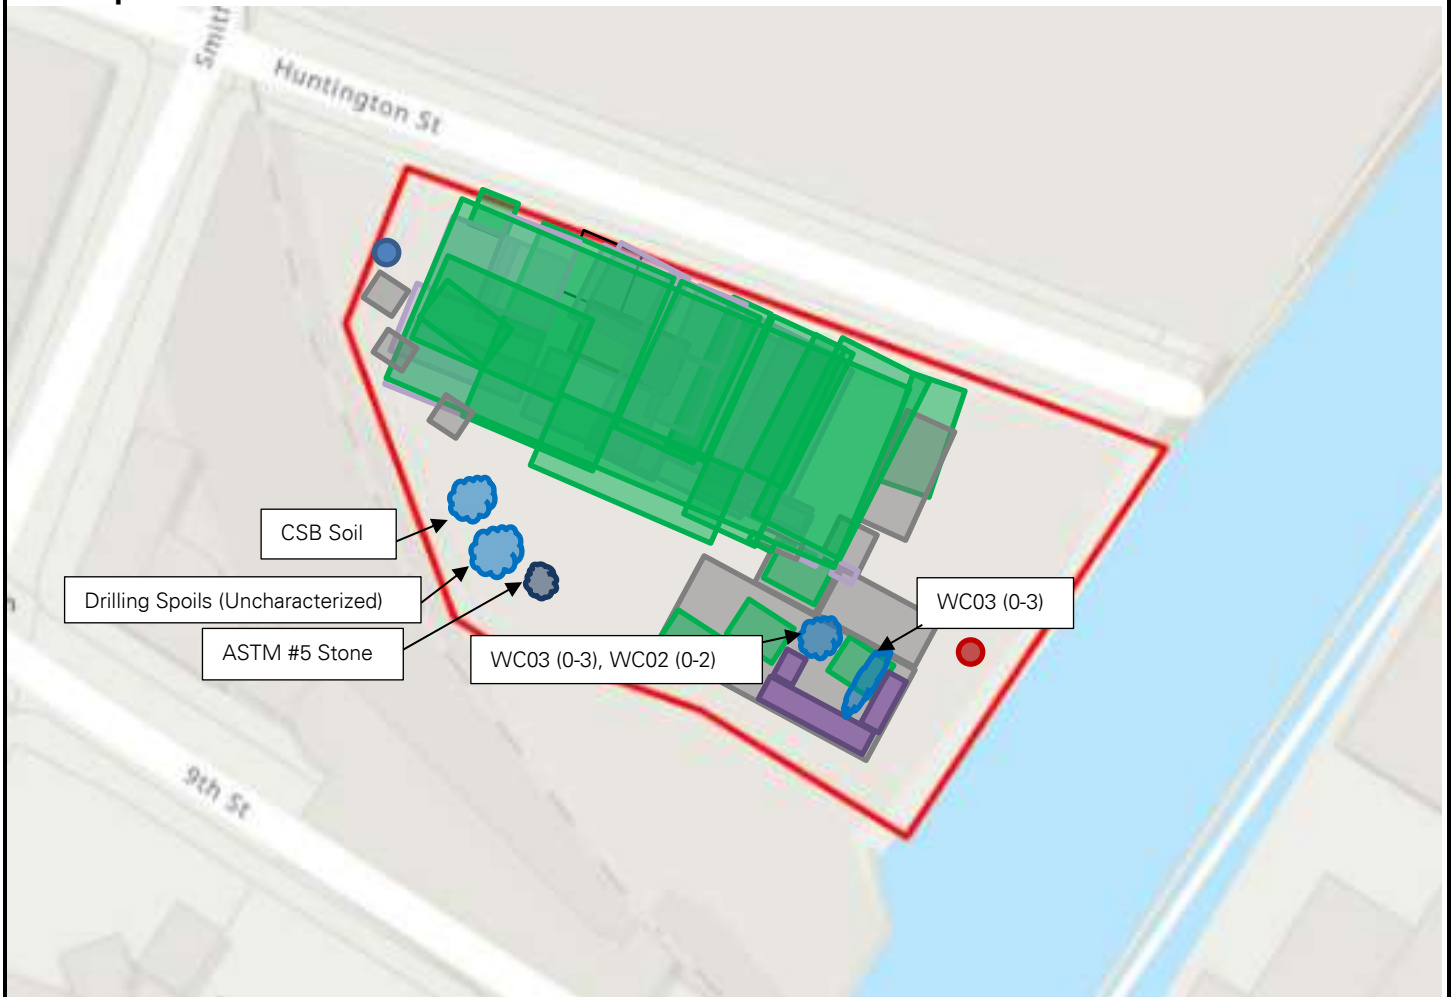 Smith
Huntington St
CSB Soil
Drilling Spoils (Uncharacterized)
WC03 (0-3)
ASTM #5 Stone
WC03 (0-3), WC02 (0-2)
9th St